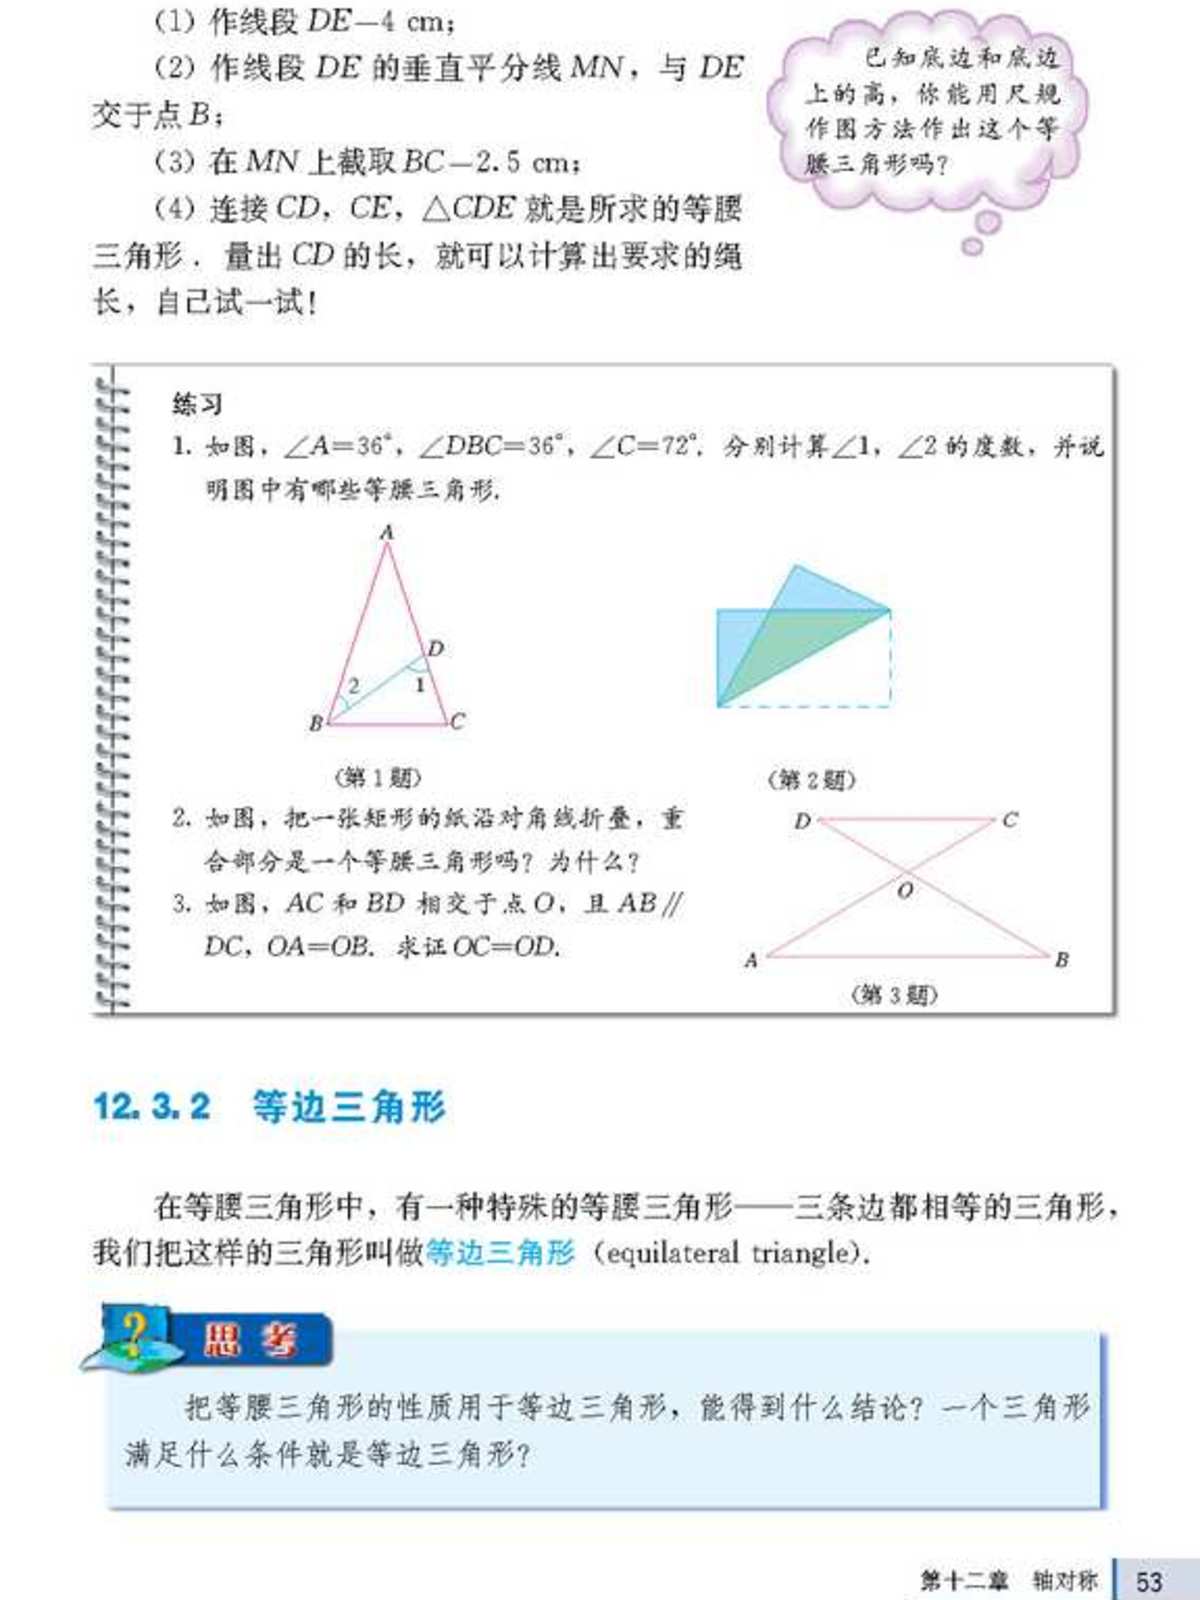 (1) 作线段 DE—4 cm;
(2) 作线段 DE 的垂直平分线 MN，与 DE
交于点 B;
(3) 在 MN 上截取 BC—2.5 cm;
(4) 连接 CD，CE，△CDE 就是所求的等腰
三角形．量出 CD 的长，就可以计算出要求的绳
长，自己试一试！
已知底边和底边
上的高，你能用尺规
作图方法作出这个等
腰三角形吗？
练习
1. 如图，∠A=36°，∠DBC=36°，∠C=72°. 分别计算∠1，∠2 的度数，并说
明图中有哪些等腰三角形.
A
D
2
1
B
C
(第 1 题)
(第 2 题)
2. 如图，把一张矩形的纸沿对角线折叠，重
合部分是一个等腰三角形吗？为什么？
3. 如图，AC 和 BD 相交于点 O，且 AB∥
DC，OA=OB. 求证 OC=OD.
D
C
O
A
B
(第 3 题)
12.3.2 等边三角形
在等腰三角形中，有一种特殊的等腰三角形——三条边都相等的三角形，
我们把这样的三角形叫做等边三角形（equilateral triangle）.
?
思考
把等腰三角形的性质用于等边三角形，能得到什么结论？一个三角形
满足什么条件就是等边三角形？
第十二章 轴对称 53